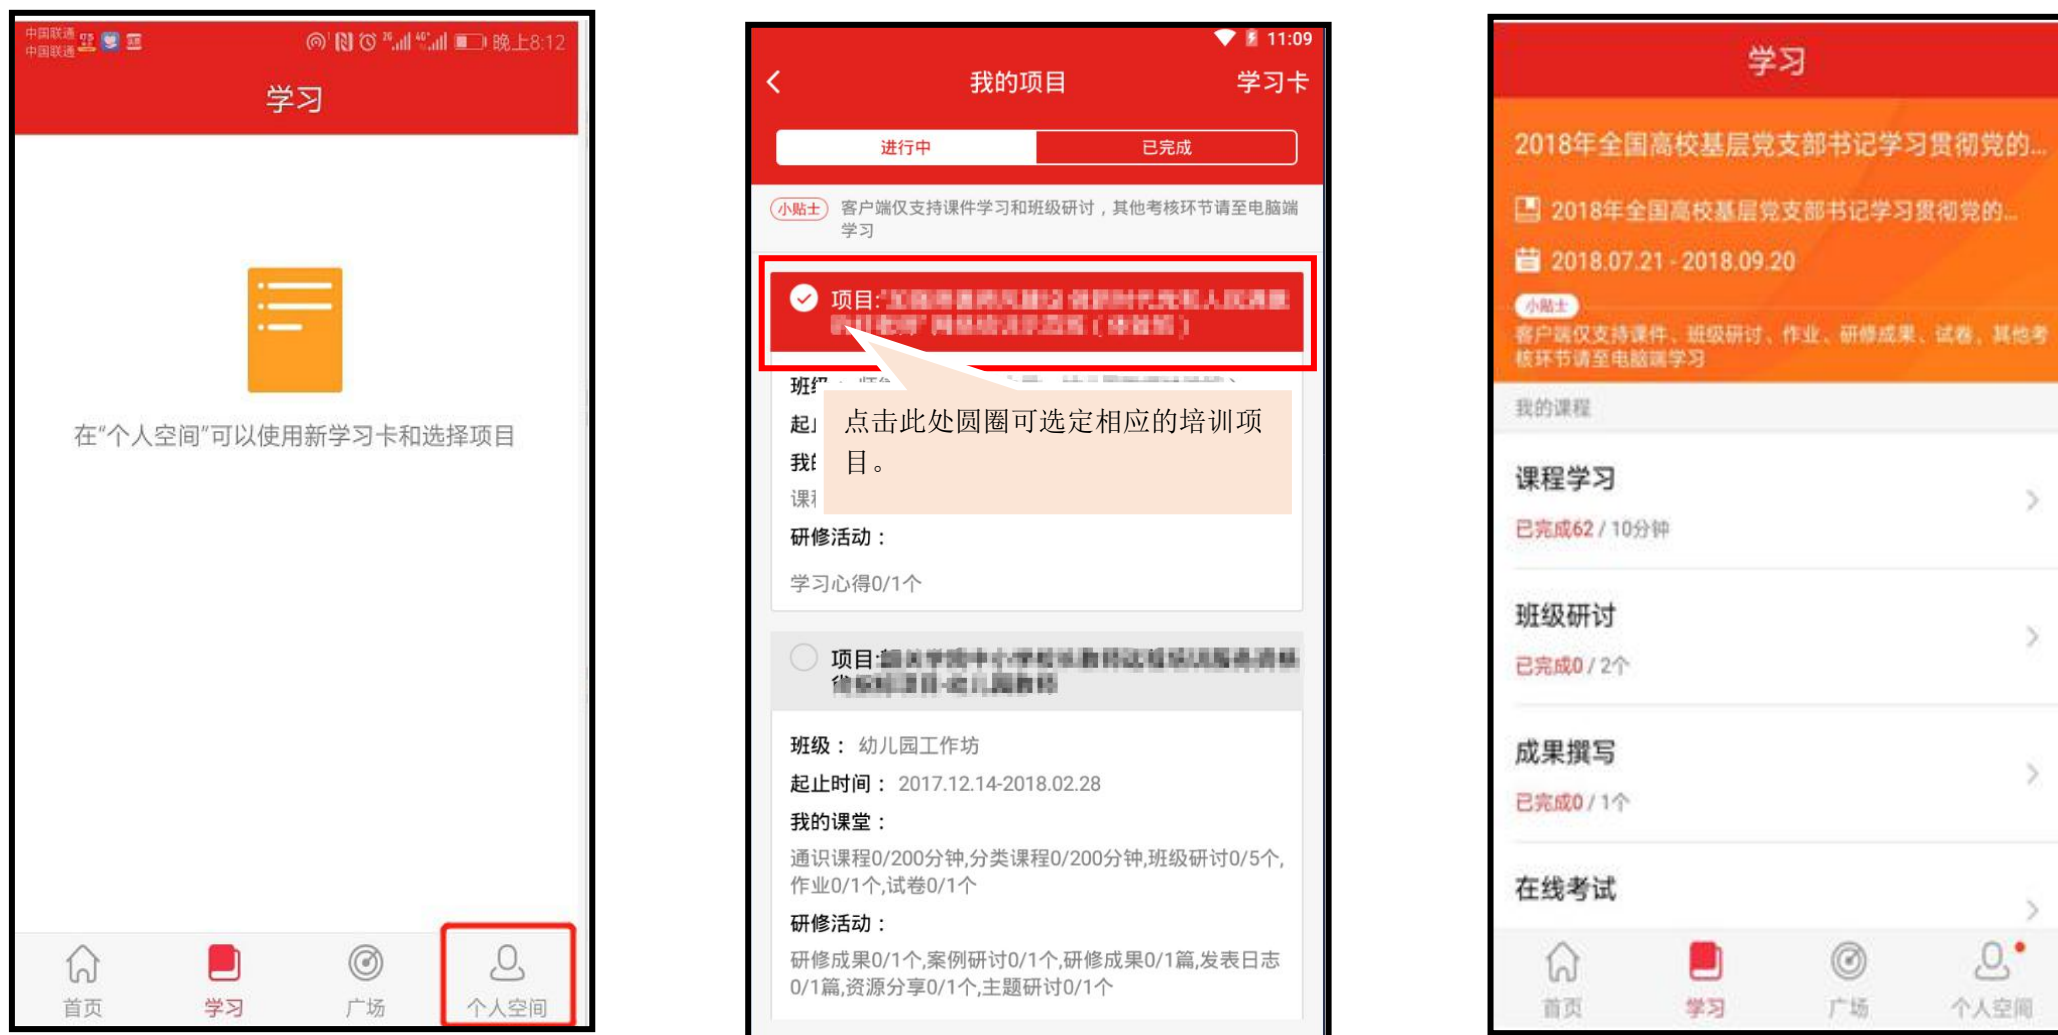 中国联通
中国联通
晚上8:12
学习
在“个人空间”可以使用新学习卡和选择项目
首页
学习
广场
个人空间
11:09
我的项目
学习卡
进行中
已完成
小贴士
客户端仅支持课件学习和班级研讨，其他考核环节请至电脑端
学习
项目:
点击此处圆圈可选定相应的培训项
目。
研修活动：
学习心得0/1个
项目:
班级： 幼儿园工作坊
起止时间： 2017.12.14-2018.02.28
我的课堂：
通识课程0/200分钟,分类课程0/200分钟,班级研讨0/5个,
作业0/1个,试卷0/1个
研修活动：
研修成果0/1个,案例研讨0/1个,研修成果0/1篇,发表日志
0/1篇,资源分享0/1个,主题研讨0/1个
学习
2018年全国高校基层党支部书记学习贯彻党的...
2018年全国高校基层党支部书记学习贯彻党的...
2018.07.21 - 2018.09.20
小贴士
客户端仅支持课件、班级研讨、作业、研修成果、试卷，其他考
核环节请至电脑端学习
我的课程
课程学习
已完成62 / 10分钟
班级研讨
已完成0 / 2个
成果撰写
已完成0 / 1个
在线考试
首页
学习
广场
个人空间